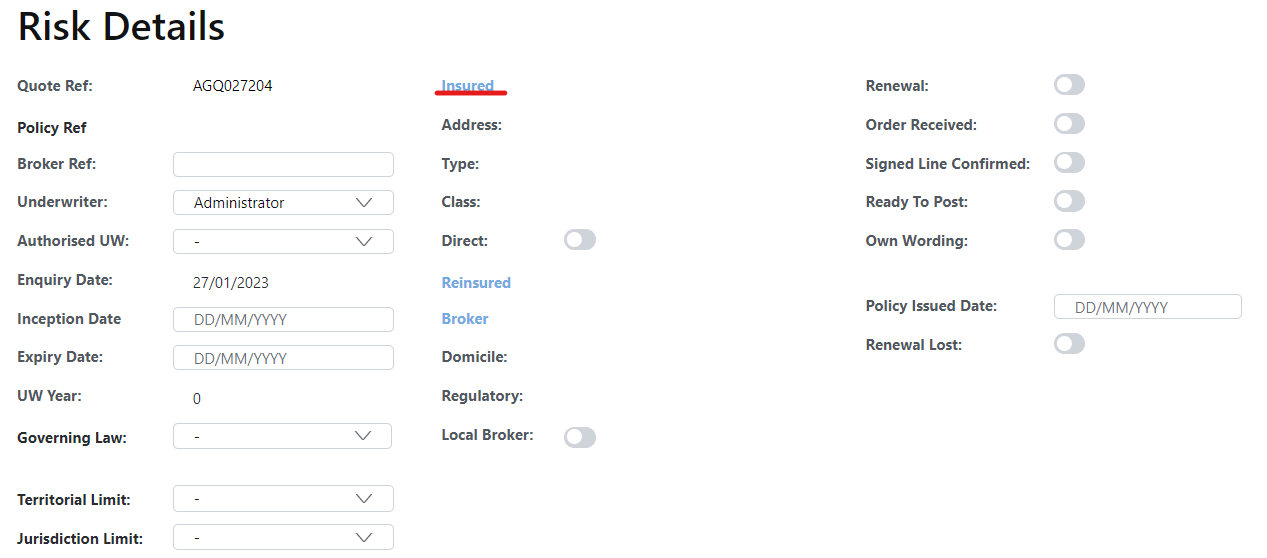 Risk Details
Quote Ref: AGQ027204
Policy Ref
Broker Ref:
Underwriter: Administrator
Authorised UW: -
Enquiry Date: 27/01/2023
Inception Date DD/MM/YYYY
Expiry Date: DD/MM/YYYY
UW Year: 0
Governing Law: -
Territorial Limit: -
Jurisdiction Limit: -
Insured
Address:
Type:
Class:
Direct:
Reinsured
Broker
Domicile:
Regulatory:
Local Broker:
Renewal:
Order Received:
Signed Line Confirmed:
Ready To Post:
Own Wording:
Policy Issued Date: DD/MM/YYYY
Renewal Lost: